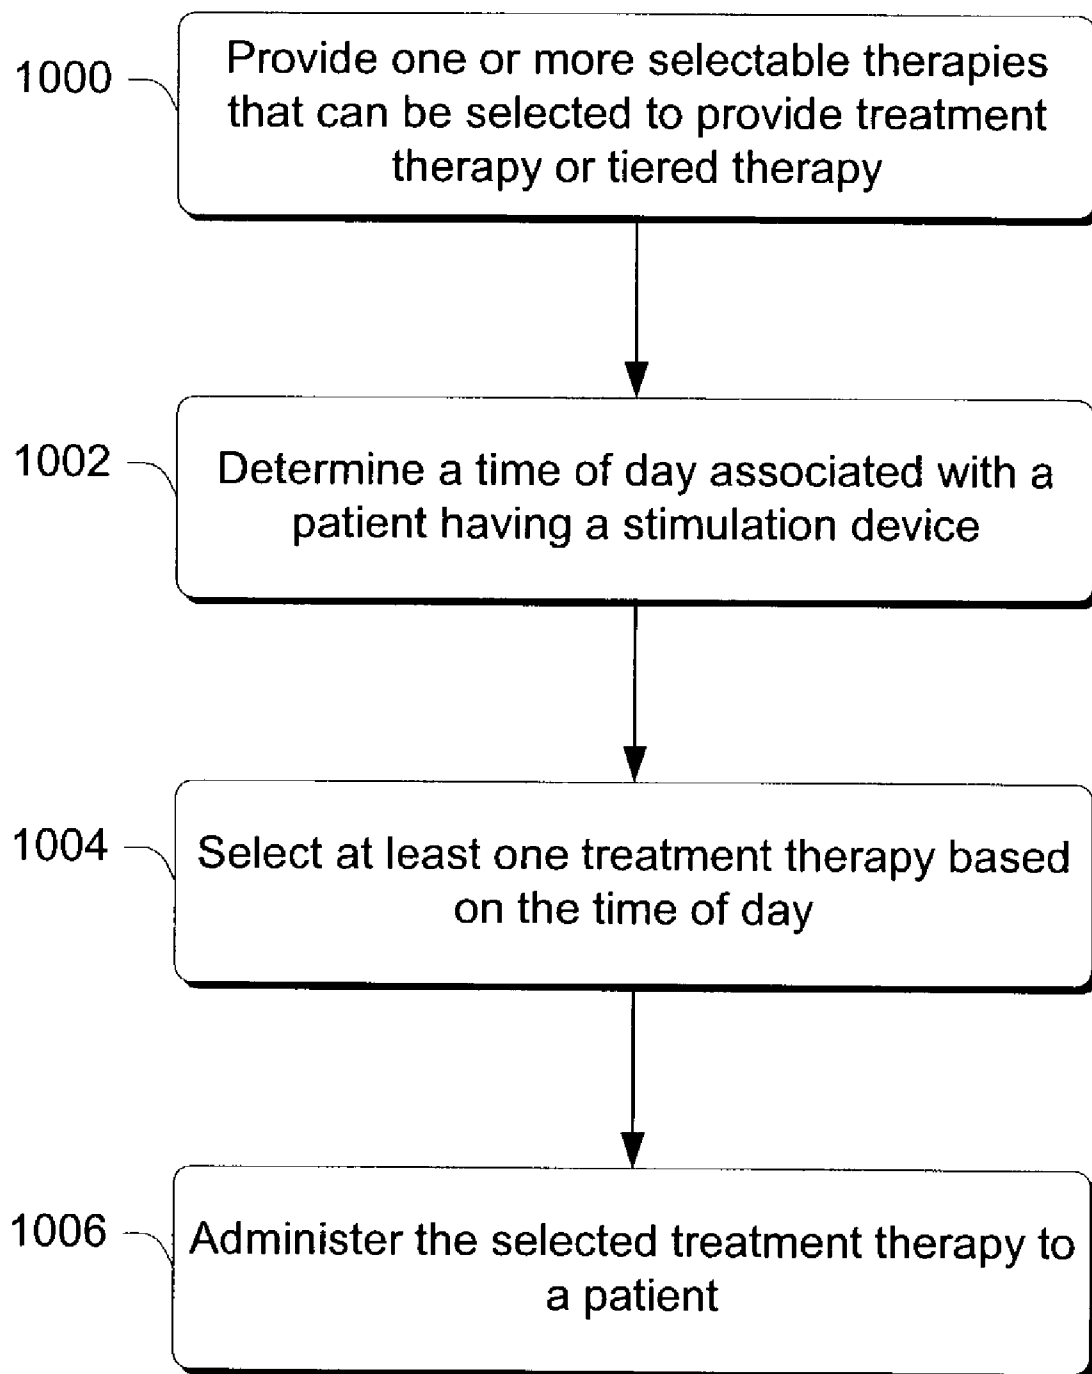 1000
Provide one or more selectable therapies
that can be selected to provide treatment
therapy or tiered therapy
1002
Determine a time of day associated with a
patient having a stimulation device
1004
Select at least one treatment therapy based
on the time of day
1006
Administer the selected treatment therapy to
a patient